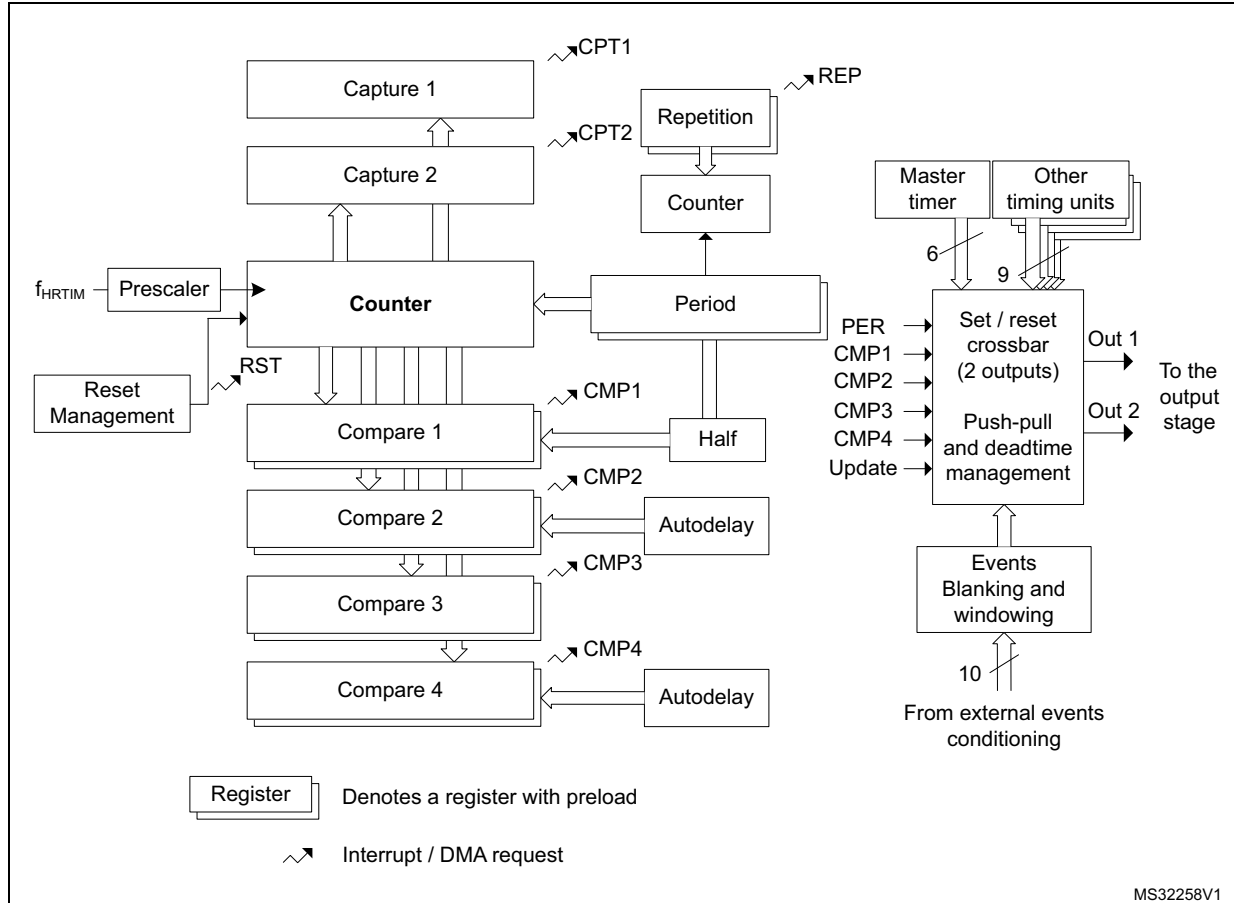 CPT1
Capture 1
CPT2
Capture 2
REP
Repetition
Counter
fHRTIM
Prescaler
Counter
Period
RST
Reset
Management
CMP1
Compare 1
Half
CMP2
Compare 2
Autodelay
CMP3
Compare 3
CMP4
Compare 4
Autodelay
Master
timer
Other
timing units
6
9
PER
CMP1
CMP2
CMP3
CMP4
Update
Set / reset
crossbar
(2 outputs)
Push-pull
and deadtime
management
Out 1
Out 2
To the
output
stage
Events
Blanking and
windowing
10
From external events
conditioning
Register
Denotes a register with preload
Interrupt / DMA request
MS32258V1